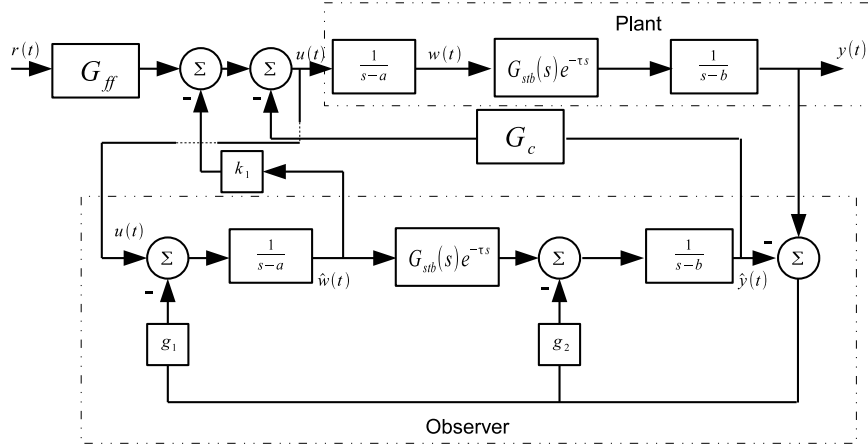 Plant
r(t)
G_ff
Σ
Σ
u(t)
1/(s−a)
w(t)
G_stb(s)e^−τs
1/(s−b)
y(t)
-
-
G_c
k_1
u(t)
Σ
1/(s−a)
ŵ(t)
G_stb(s)e^−τs
Σ
1/(s−b)
ŷ(t)
-
Σ
-
-
g_1
g_2
Observer